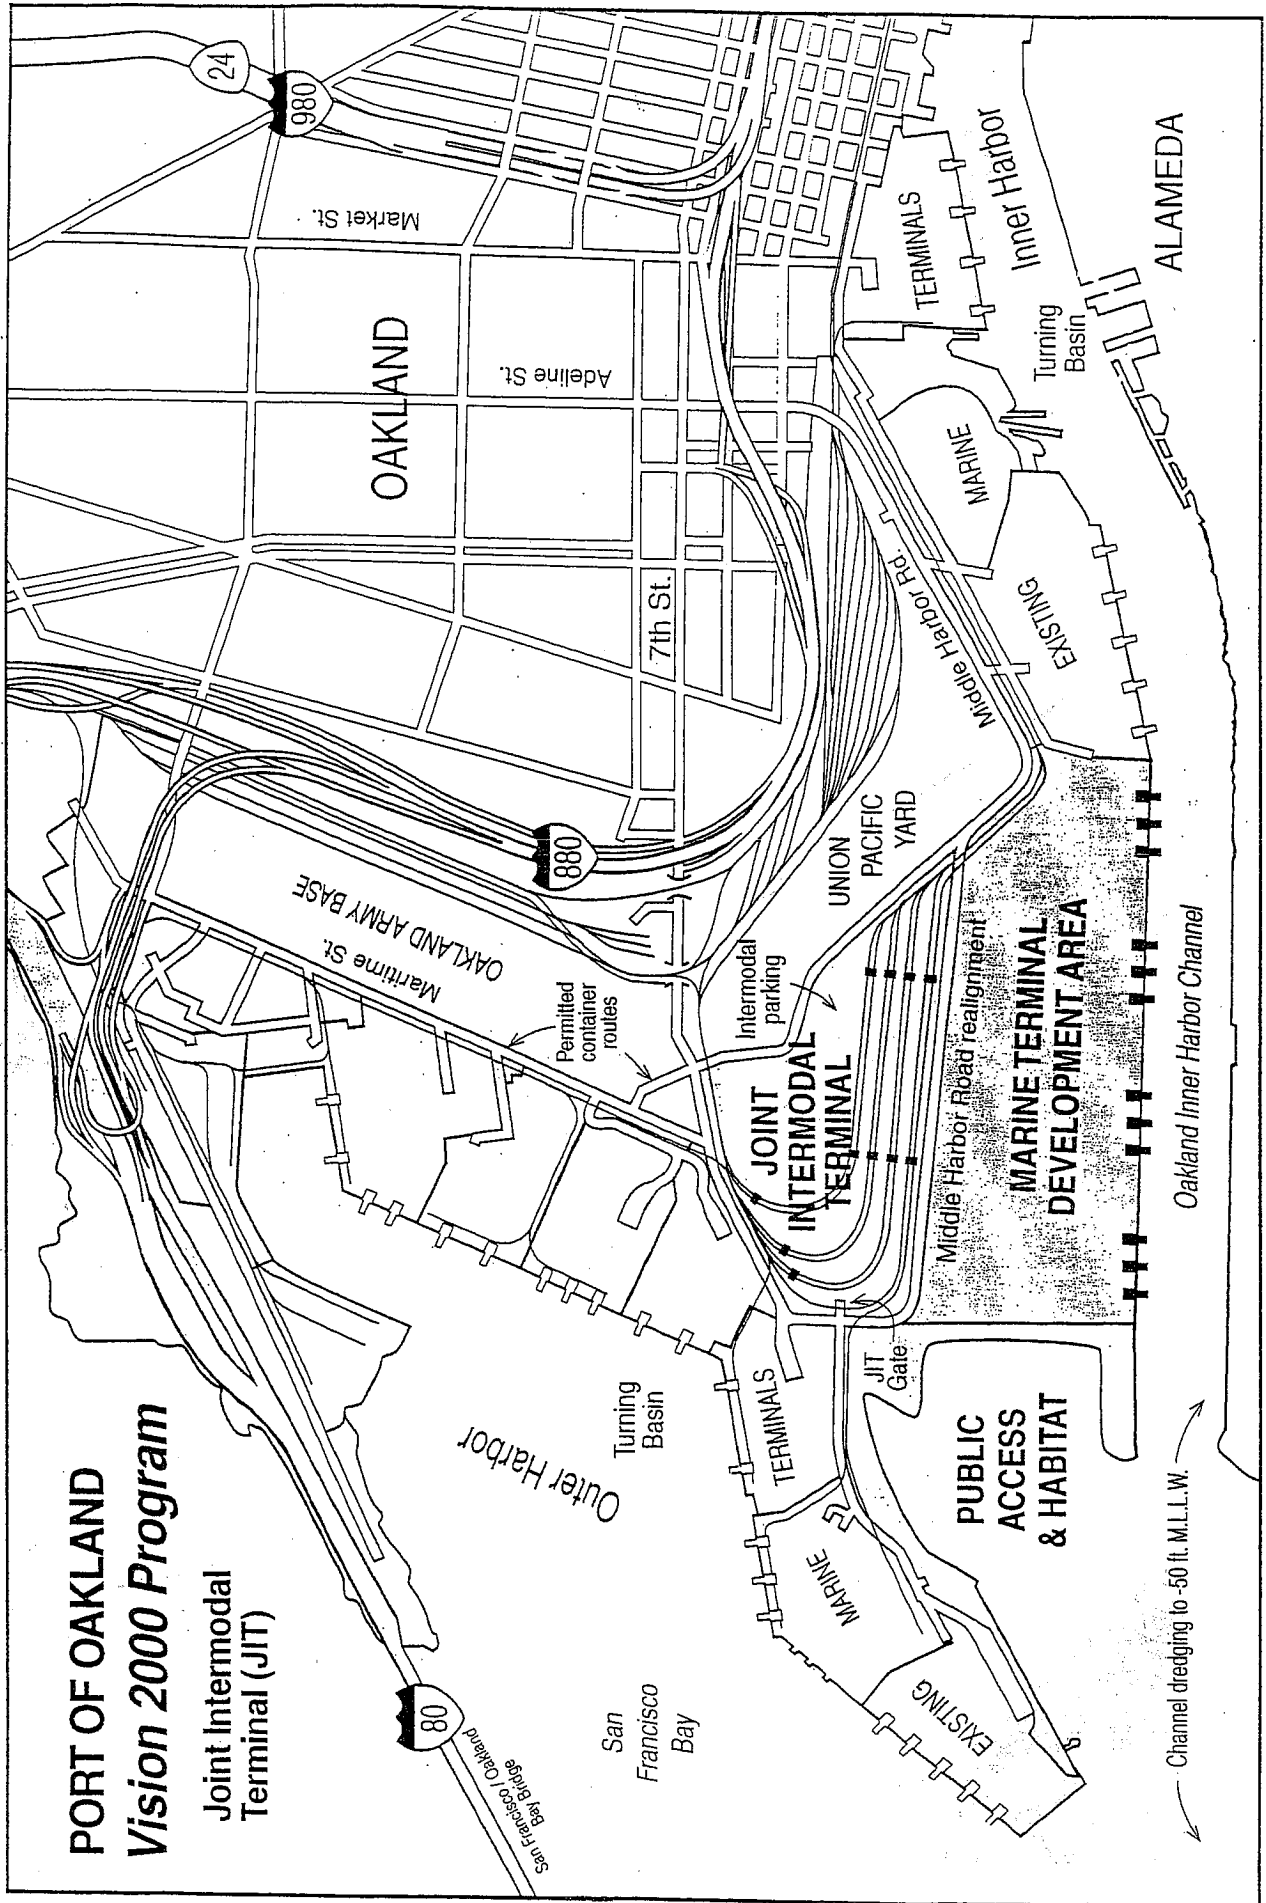 PORT OF OAKLAND
Vision 2000 Program
Joint Intermodal
Terminal (JIT)
80
San Francisco / Oakland
Bay Bridge
San
Francisco
Bay
Outer Harbor
Turning
Basin
24
980
Market St.
OAKLAND
Adeline St.
7th St.
880
OAKLAND ARMY BASE
Maritime St.
Permitted
container
routes
Intermodal
parking
UNION
PACIFIC
YARD
Middle Harbor Rd.
JOINT
INTERMODAL
TERMINAL
JIT
Gate
Middle Harbor Road realignment
MARINE TERMINAL
DEVELOPMENT AREA
PUBLIC
ACCESS
& HABITAT
EXISTING
MARINE
TERMINALS
EXISTING
MARINE
TERMINALS
Turning
Basin
Inner Harbor
ALAMEDA
Oakland Inner Harbor Channel
Channel dredging to -50 ft. M.L.L.W.